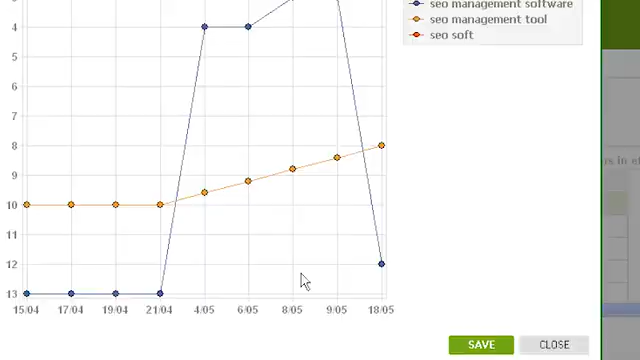 seo management software
seo management tool
seo soft
4
5
6
7
8
9
10
11
12
13
15/04 17/04 19/04 21/04 4/05 6/05 8/05 9/05 18/05
SAVE CLOSE